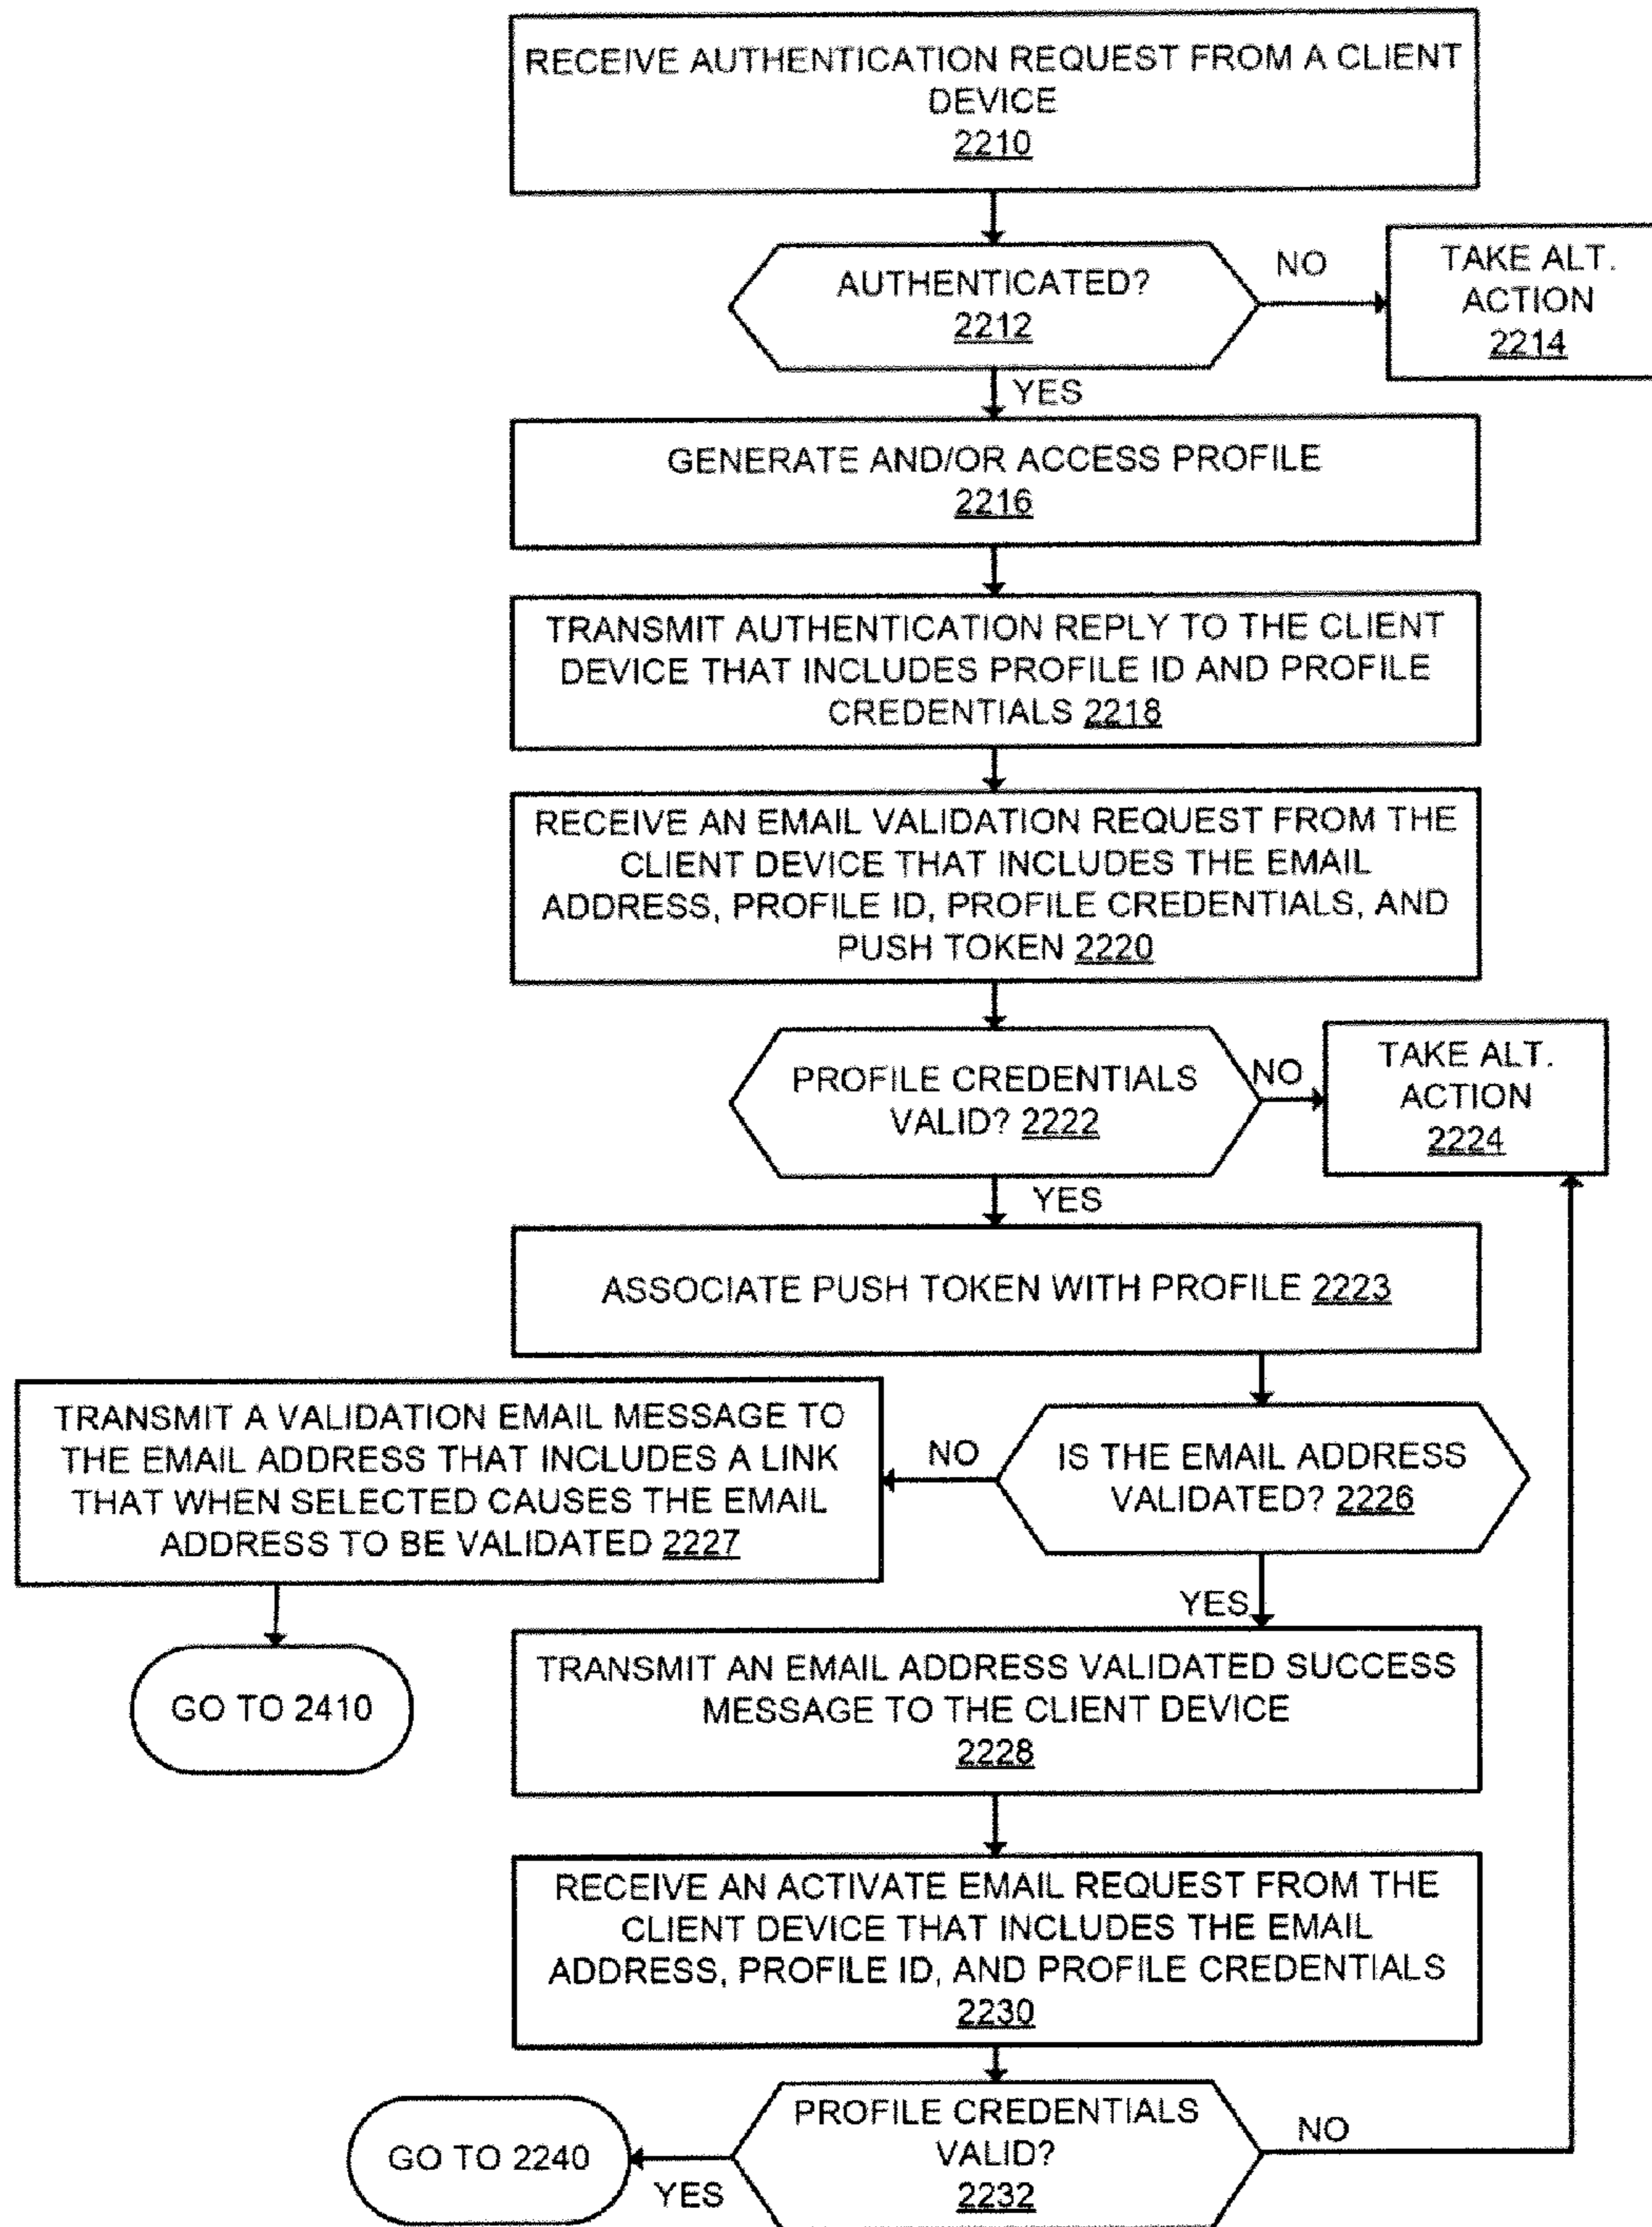 RECEIVE AUTHENTICATION REQUEST FROM A CLIENT
DEVICE
2210
AUTHENTICATED?
2212
NO
TAKE ALT.
ACTION
2214
YES
GENERATE AND/OR ACCESS PROFILE
2216
TRANSMIT AUTHENTICATION REPLY TO THE CLIENT
DEVICE THAT INCLUDES PROFILE ID AND PROFILE
CREDENTIALS 2218
RECEIVE AN EMAIL VALIDATION REQUEST FROM THE
CLIENT DEVICE THAT INCLUDES THE EMAIL
ADDRESS, PROFILE ID, PROFILE CREDENTIALS, AND
PUSH TOKEN 2220
PROFILE CREDENTIALS
VALID? 2222
NO
TAKE ALT.
ACTION
2224
YES
ASSOCIATE PUSH TOKEN WITH PROFILE 2223
IS THE EMAIL ADDRESS
VALIDATED? 2226
NO
TRANSMIT A VALIDATION EMAIL MESSAGE TO
THE EMAIL ADDRESS THAT INCLUDES A LINK
THAT WHEN SELECTED CAUSES THE EMAIL
ADDRESS TO BE VALIDATED 2227
GO TO 2410
YES
TRANSMIT AN EMAIL ADDRESS VALIDATED SUCCESS
MESSAGE TO THE CLIENT DEVICE
2228
RECEIVE AN ACTIVATE EMAIL REQUEST FROM THE
CLIENT DEVICE THAT INCLUDES THE EMAIL
ADDRESS, PROFILE ID, AND PROFILE CREDENTIALS
2230
PROFILE CREDENTIALS
VALID?
2232
NO
YES
GO TO 2240